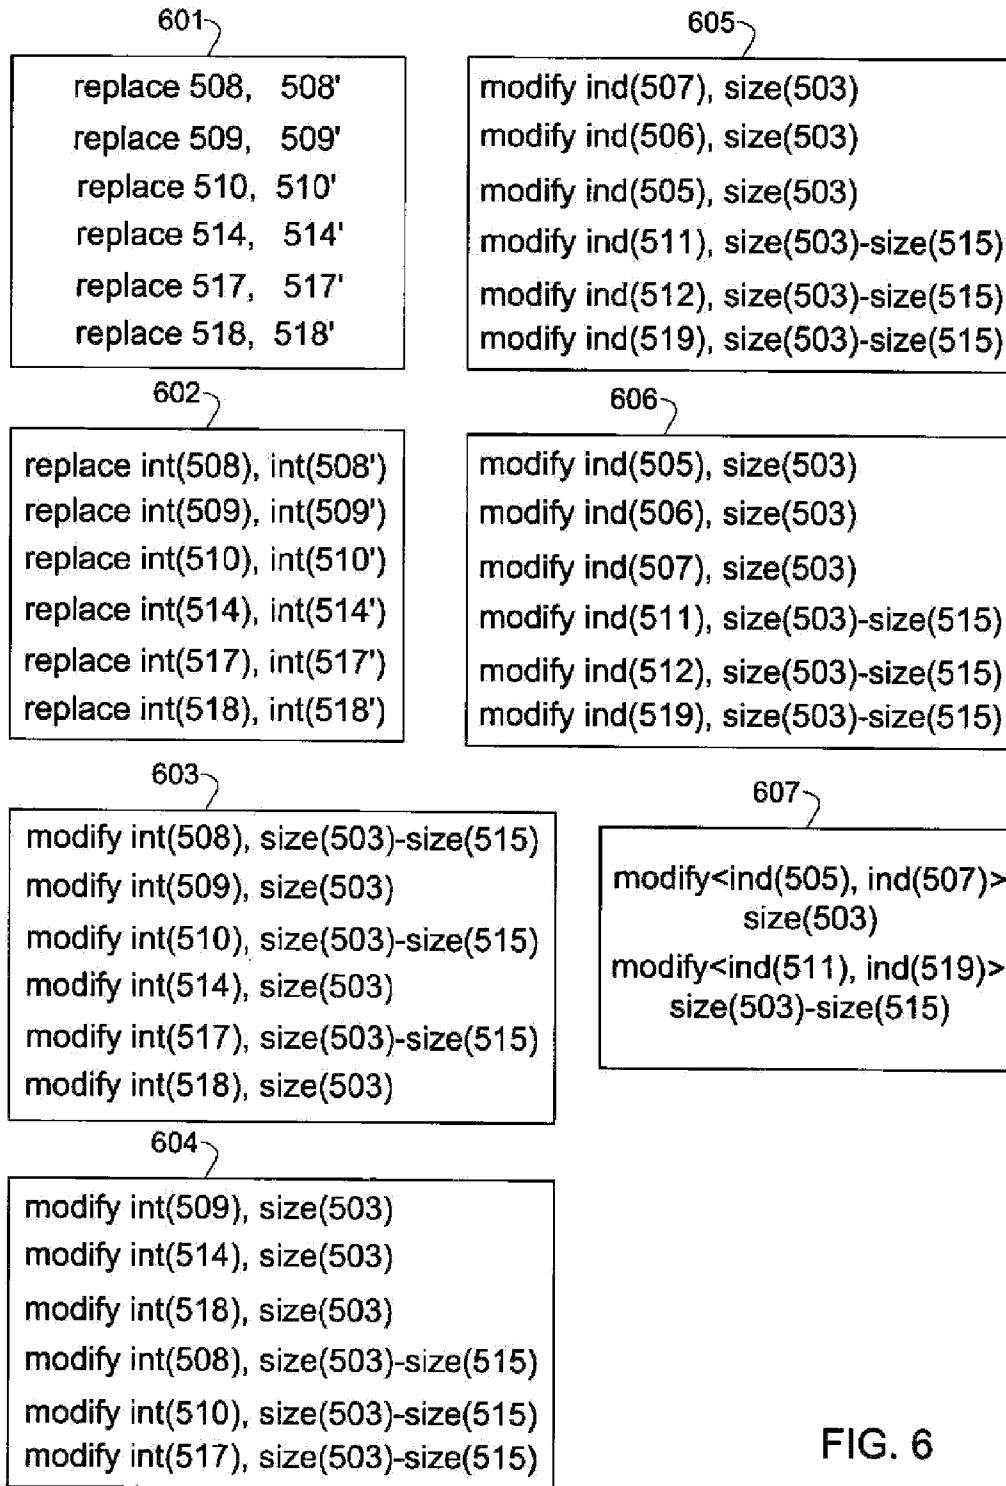 601
replace 508, 508'
replace 509, 509'
replace 510, 510'
replace 514, 514'
replace 517, 517'
replace 518, 518'
602
replace int(508), int(508')
replace int(509), int(509')
replace int(510), int(510')
replace int(514), int(514')
replace int(517), int(517')
replace int(518), int(518')
603
modify int(508), size(503)-size(515)
modify int(509), size(503)
modify int(510), size(503)-size(515)
modify int(514), size(503)
modify int(517), size(503)-size(515)
modify int(518), size(503)
604
modify int(509), size(503)
modify int(514), size(503)
modify int(518), size(503)
modify int(508), size(503)-size(515)
modify int(510), size(503)-size(515)
modify int(517), size(503)-size(515)
605
modify ind(507), size(503)
modify ind(506), size(503)
modify ind(505), size(503)
modify ind(511), size(503)-size(515)
modify ind(512), size(503)-size(515)
modify ind(519), size(503)-size(515)
606
modify ind(505), size(503)
modify ind(506), size(503)
modify ind(507), size(503)
modify ind(511), size(503)-size(515)
modify ind(512), size(503)-size(515)
modify ind(519), size(503)-size(515)
607
modify<ind(505), ind(507)>
size(503)
modify<ind(511), ind(519)>
size(503)-size(515)
FIG. 6